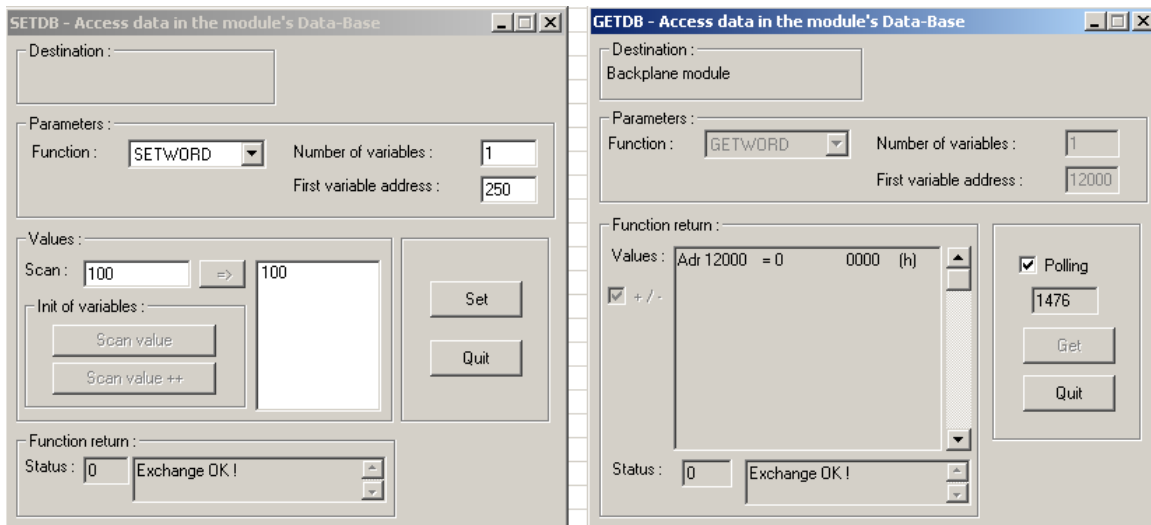 SETDB - Access data in the module's Data-Base
Destination :
Parameters :
Function : SETWORD Number of variables : 1
First variable address : 250
Values :
Scan : 100 => 100
Init of variables :
Scan value
Scan value ++
Set
Quit
Function return :
Status : 0 Exchange OK !
GETDB - Access data in the module's Data-Base
Destination :
Backplane module
Parameters :
Function : GETWORD Number of variables : 1
First variable address : 12000
Function return :
Values : Adr 12000 = 0 0000 (h)
+ / -
Polling
1476
Get
Quit
Status : 0 Exchange OK !